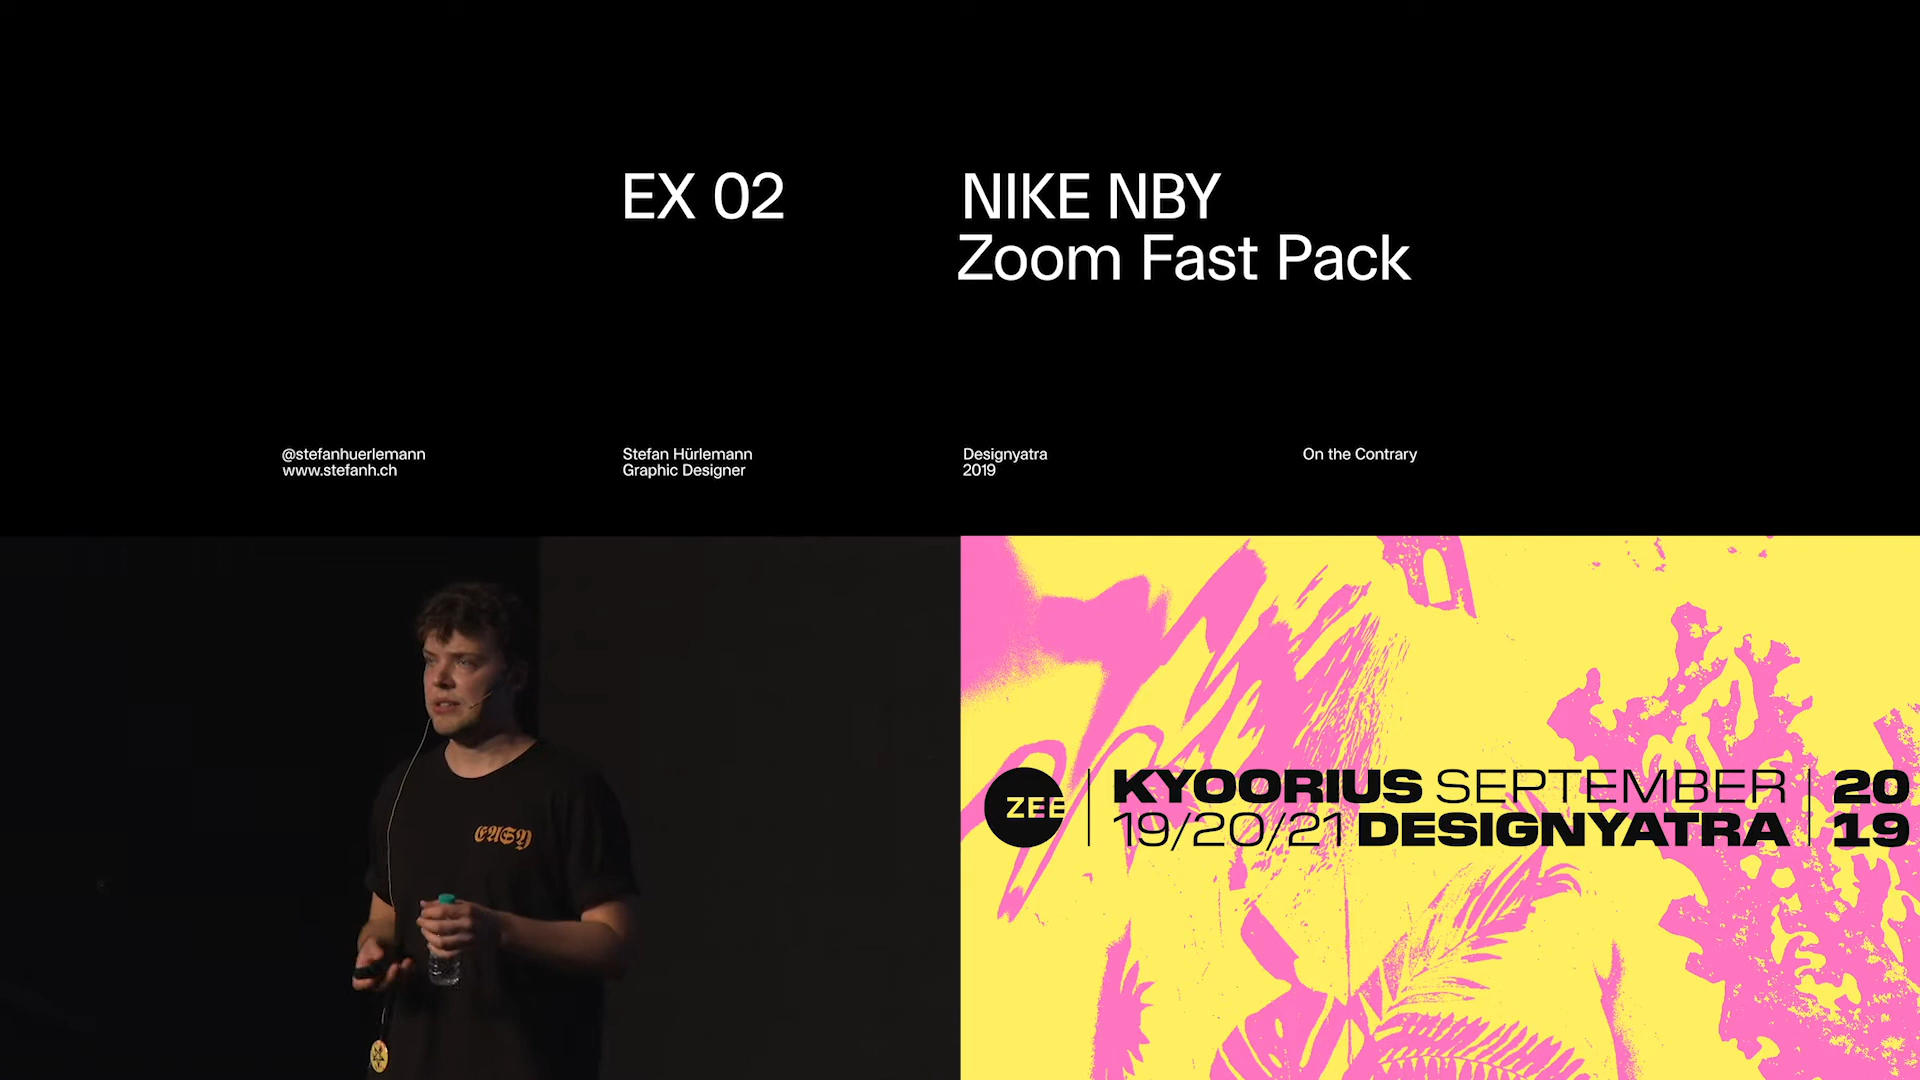 EX 02
NIKE NBY
Zoom Fast Pack
@stefanhuerlemann
www.stefanh.ch
Stefan Hürlemann
Graphic Designer
Designyatra
2019
On the Contrary
EASY
ZEE
KYOORIUS SEPTEMBER
19/20/21 DESIGNYATRA
20
19